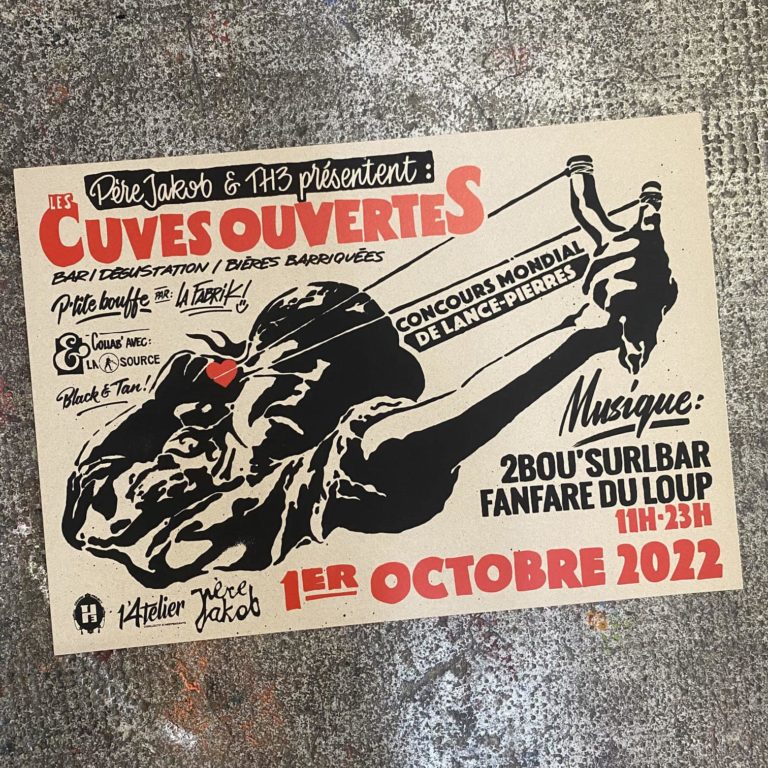 Père Jakob & TH3 présentent :
LES
CUVES OUVERTES
BAR / DÉGUSTATION / BIÈRES BARRIQUÉES
P'tite bouffe PAR : LA FABRIK !
& COLLAB' AVEC :
LA SOURCE
Black & Tan !
CONCOURS MONDIAL
DE LANCE-PIERRES
Musique :
2BOU'SURLBAR
FANFARE DU LOUP
11H-23H
1ER OCTOBRE 2022
H3
l'Atelier
père Jakob